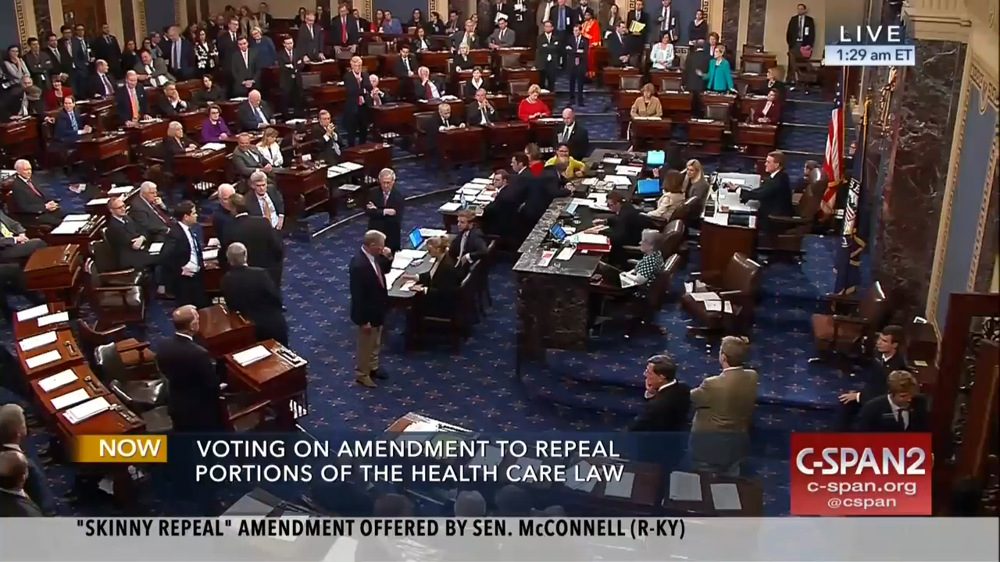 LIVE
1:29 am ET
NOW
VOTING ON AMENDMENT TO REPEAL
PORTIONS OF THE HEALTH CARE LAW
C-SPAN2
c-span.org
@cspan
"SKINNY REPEAL" AMENDMENT OFFERED BY SEN. McCONNELL (R-KY)